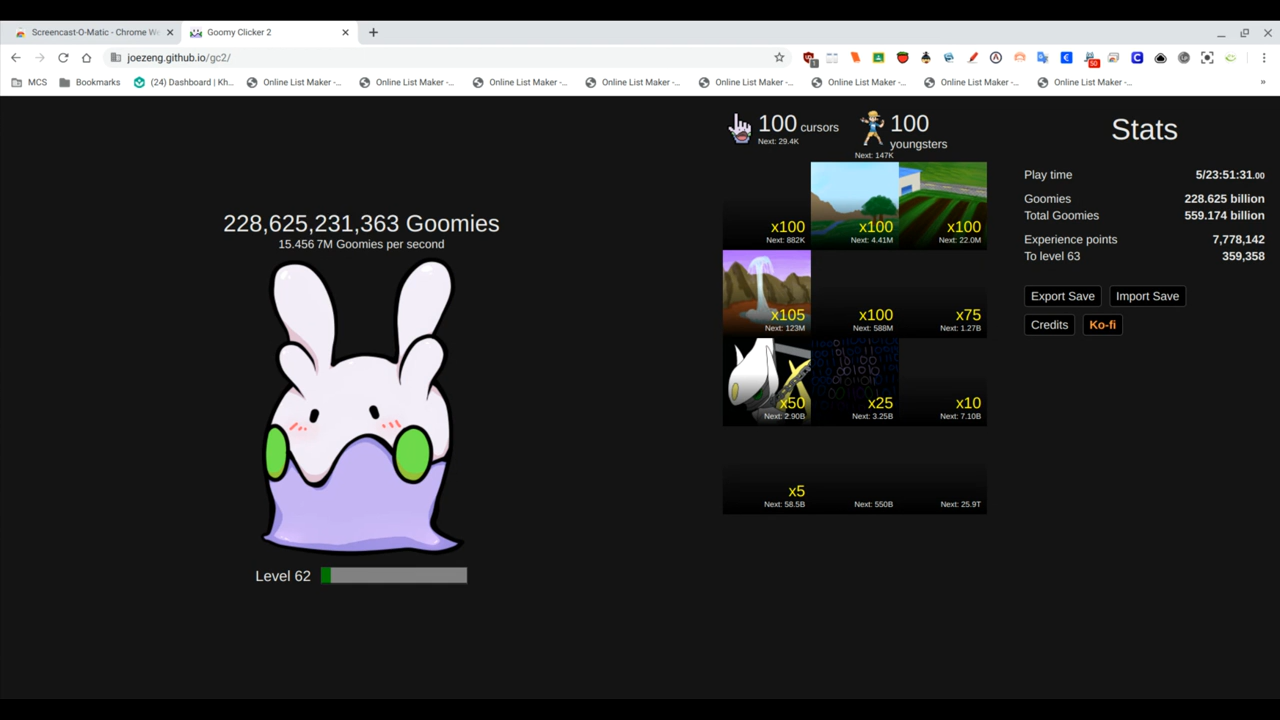 Screencast-O-Matic - Chrome We
Goomy Clicker 2
joezeng.github.io/gc2/
1
50
MCS
Bookmarks
(24) Dashboard | Kh...
Online List Maker -...
Online List Maker -...
Online List Maker -...
Online List Maker -...
Online List Maker -...
Online List Maker -...
Online List Maker -...
Online List Maker -...
»
100 cursors
Next: 29.4K
100 youngsters
Next: 147K
Stats
228,625,231,363 Goomies
15.456 7M Goomies per second
Level 62
x100
Next: 882K
x100
Next: 4.41M
x100
Next: 22.0M
x105
Next: 123M
x100
Next: 588M
x75
Next: 1.27B
x50
Next: 2.90B
x25
Next: 3.25B
x10
Next: 7.10B
x5
Next: 58.5B
Next: 550B
Next: 25.9T
Play time 5/23:51:31.00
Goomies 228.625 billion
Total Goomies 559.174 billion
Experience points 7,778,142
To level 63 359,358
Export Save
Import Save
Credits
Ko-fi